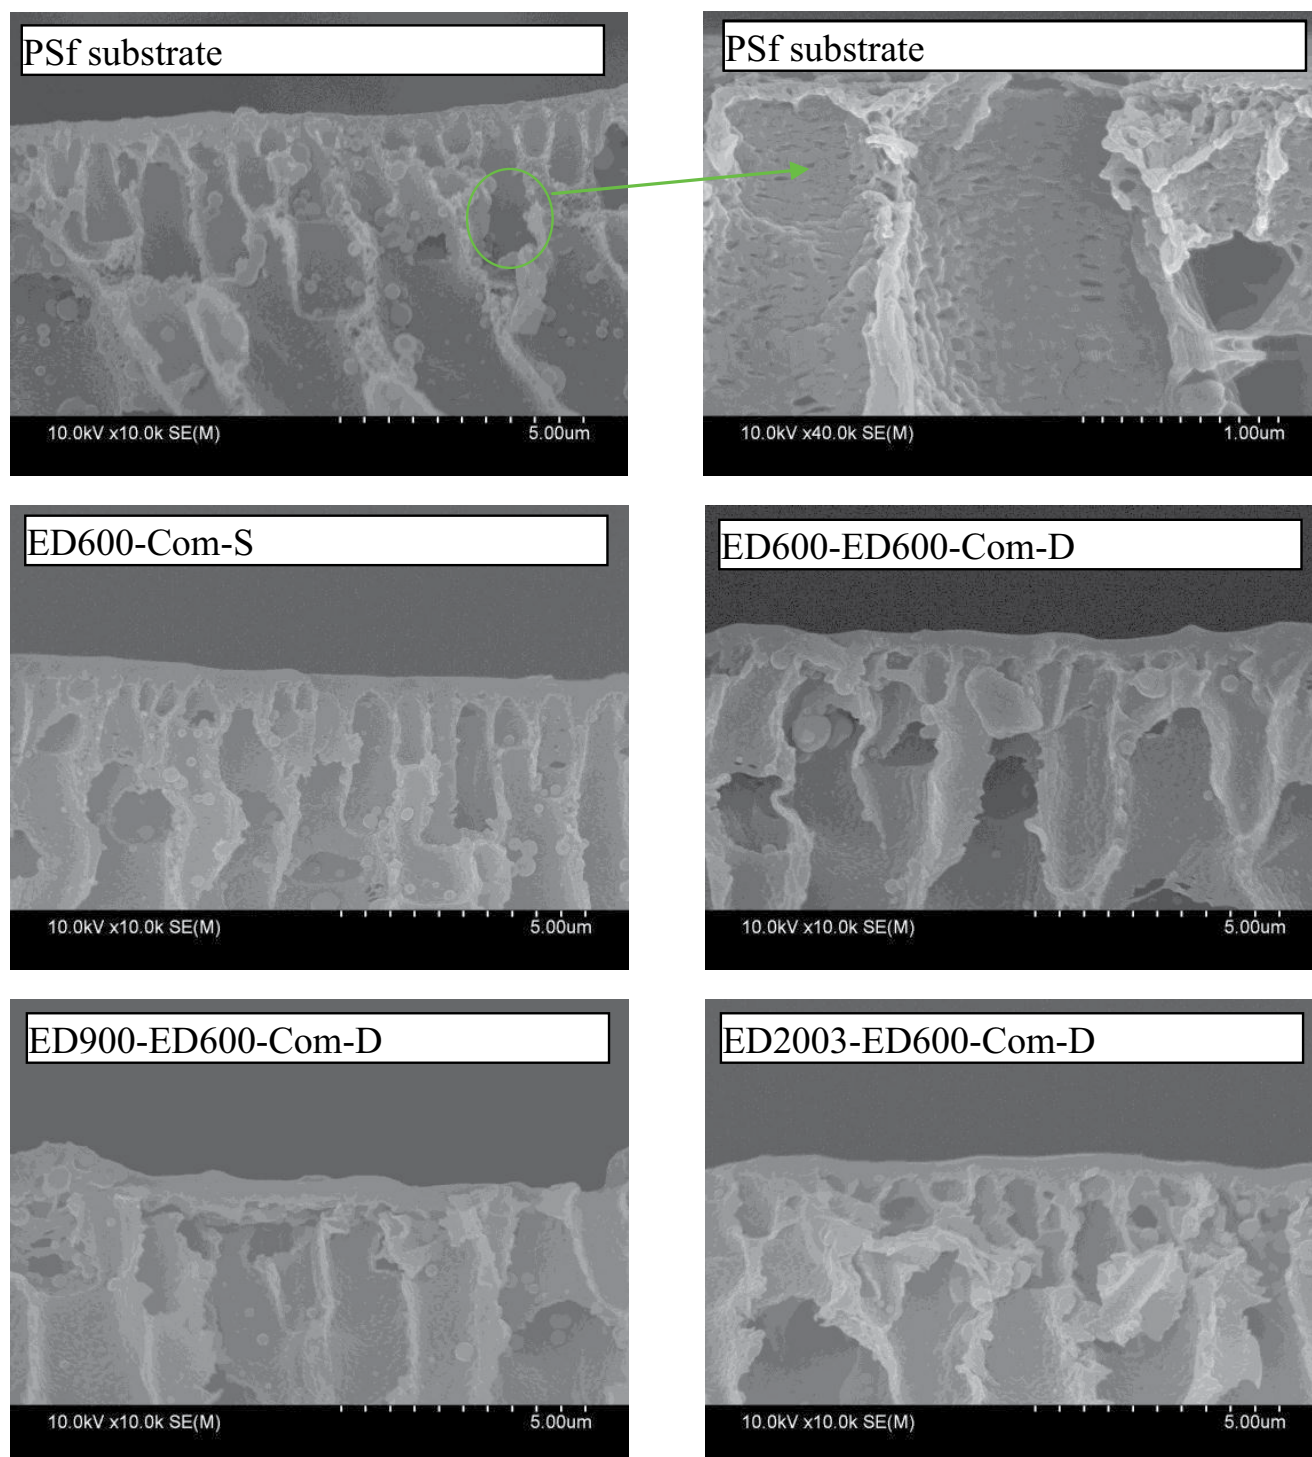 PSf substrate
PSf substrate
10.0kV x10.0k SE(M) 5.00um
10.0kV x40.0k SE(M) 1.00um
ED600-Com-S
ED600-ED600-Com-D
10.0kV x10.0k SE(M) 5.00um
10.0kV x10.0k SE(M) 5.00um
ED900-ED600-Com-D
ED2003-ED600-Com-D
10.0kV x10.0k SE(M) 5.00um
10.0kV x10.0k SE(M) 5.00um